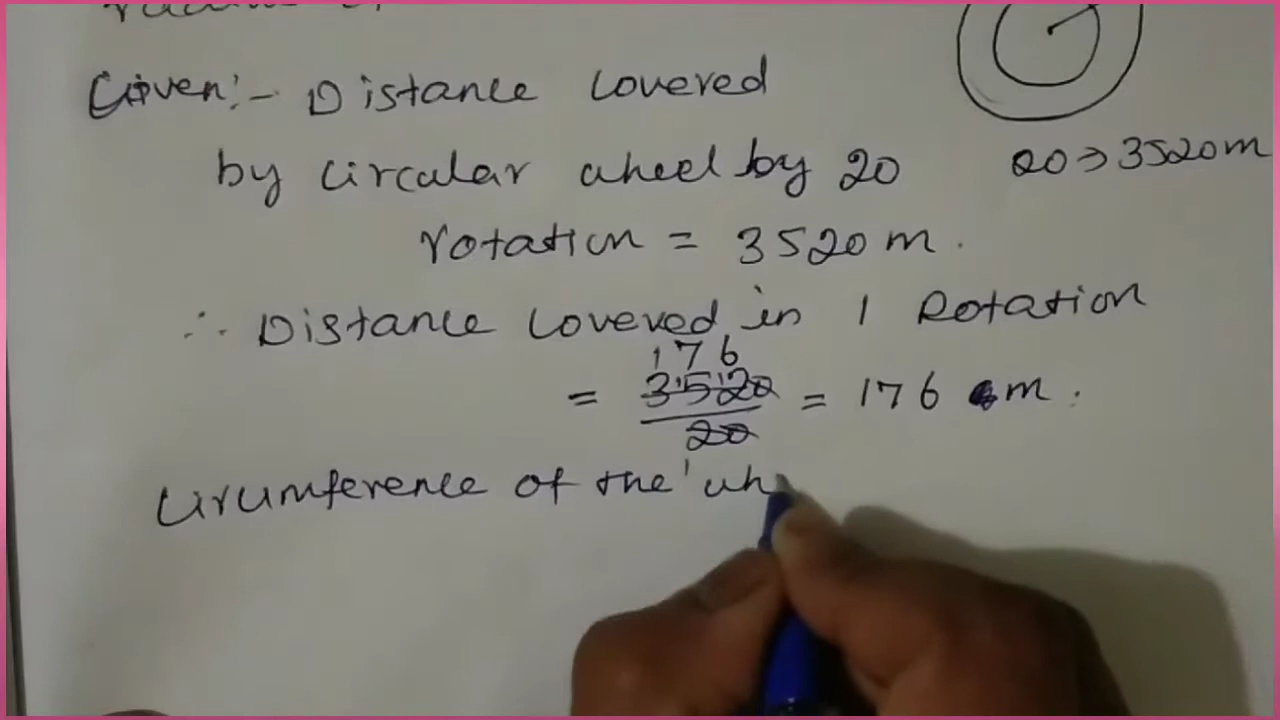 Given:- Distance covered
by circular wheel by 20
20 → 3520m
rotation = 3520 m.
∴ Distance covered in 1 Rotation
176
= 3520/20 = 176 m.
1
Circumference of the wh